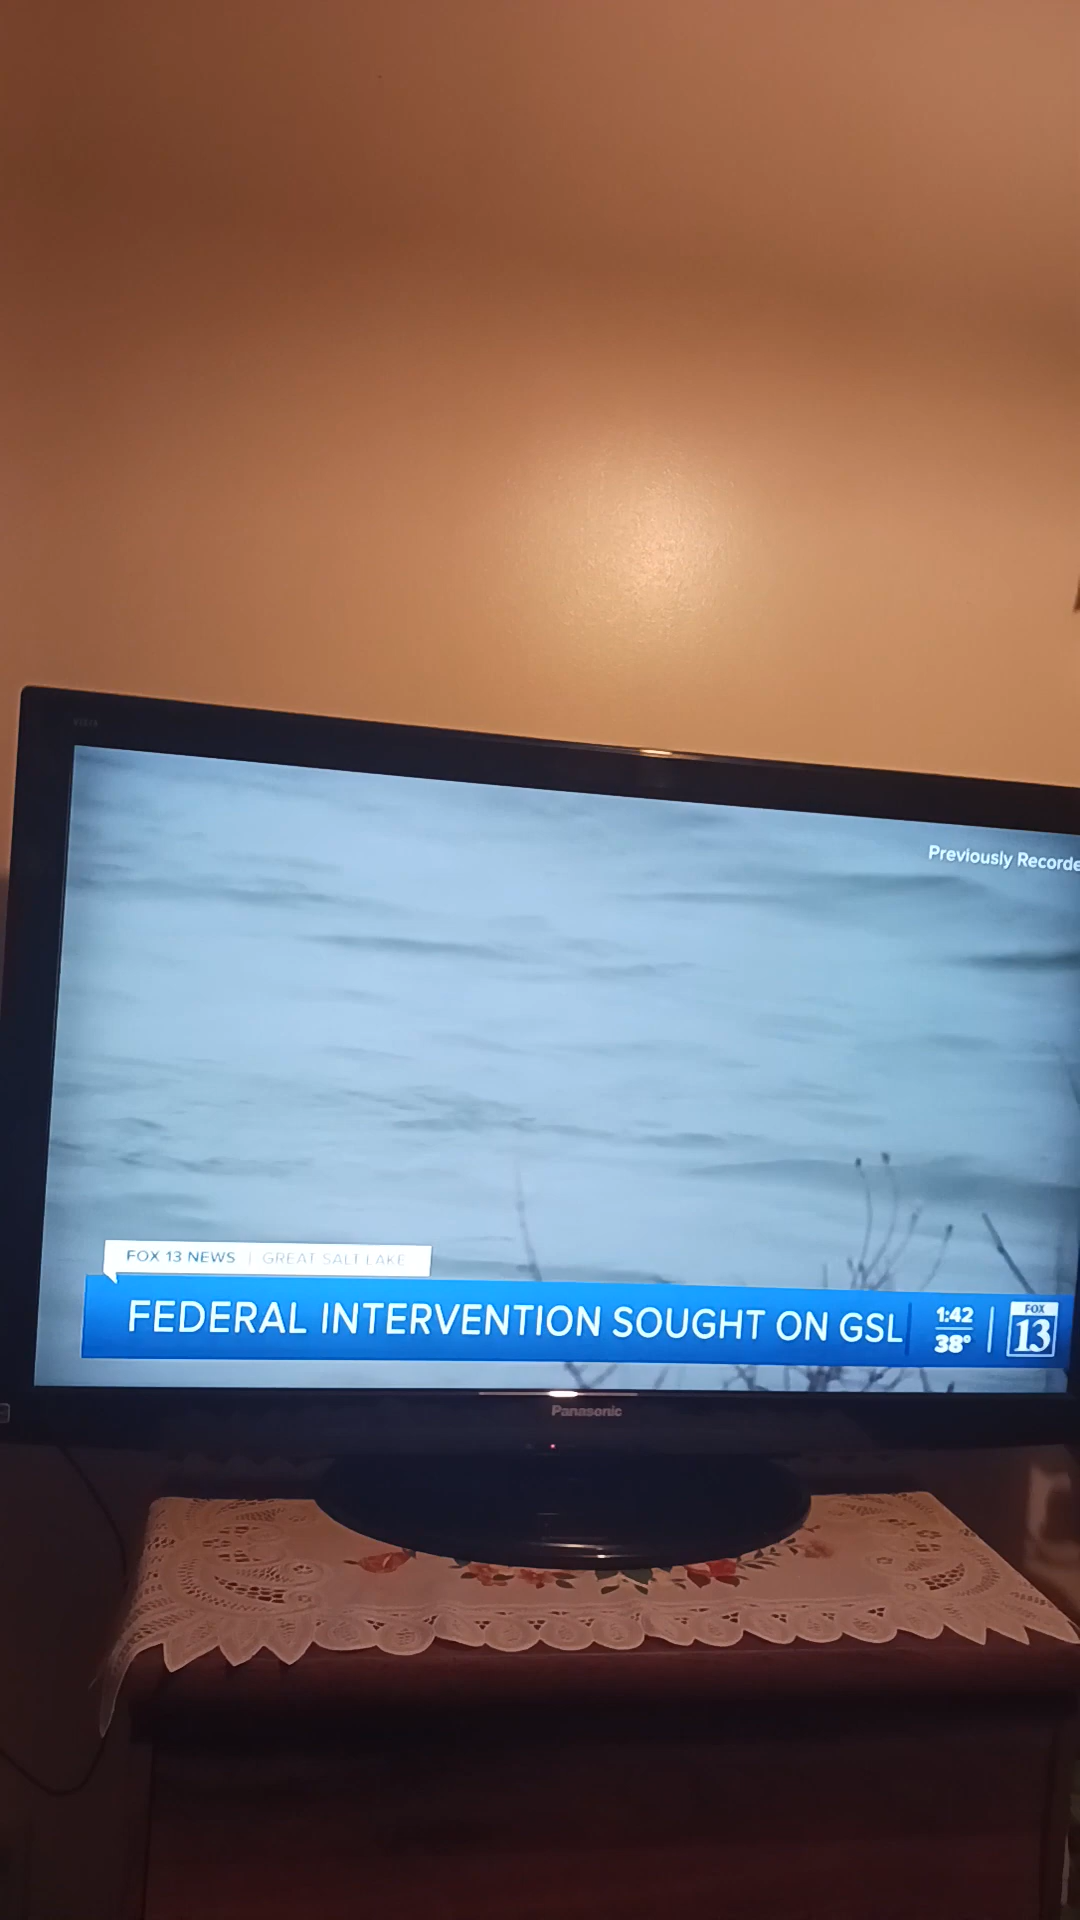 VIERA
Previously Recorde
FOX 13 NEWS | GREAT SALT LAKE
FEDERAL INTERVENTION SOUGHT ON GSL
1:42
38°
FOX
13
Panasonic